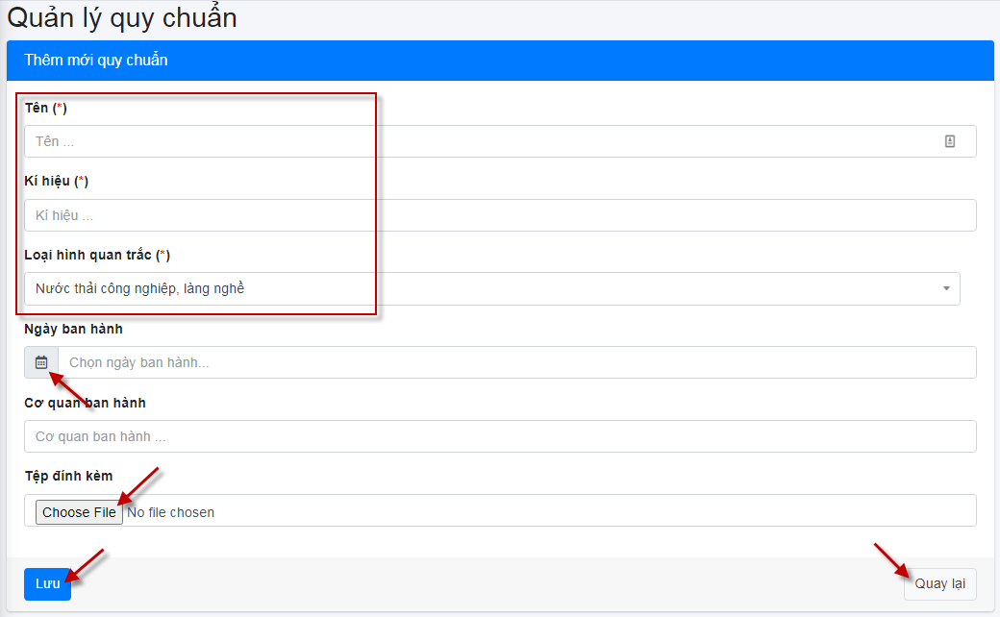 Quản lý quy chuẩn
Thêm mới quy chuẩn
Tên (*)
Tên ...
Kí hiệu (*)
Kí hiệu ...
Loại hình quan trắc (*)
Nước thải công nghiệp, làng nghề
Ngày ban hành
Chọn ngày ban hành...
Cơ quan ban hành
Cơ quan ban hành ...
Tệp đính kèm
Choose File No file chosen
Lưu Quay lại